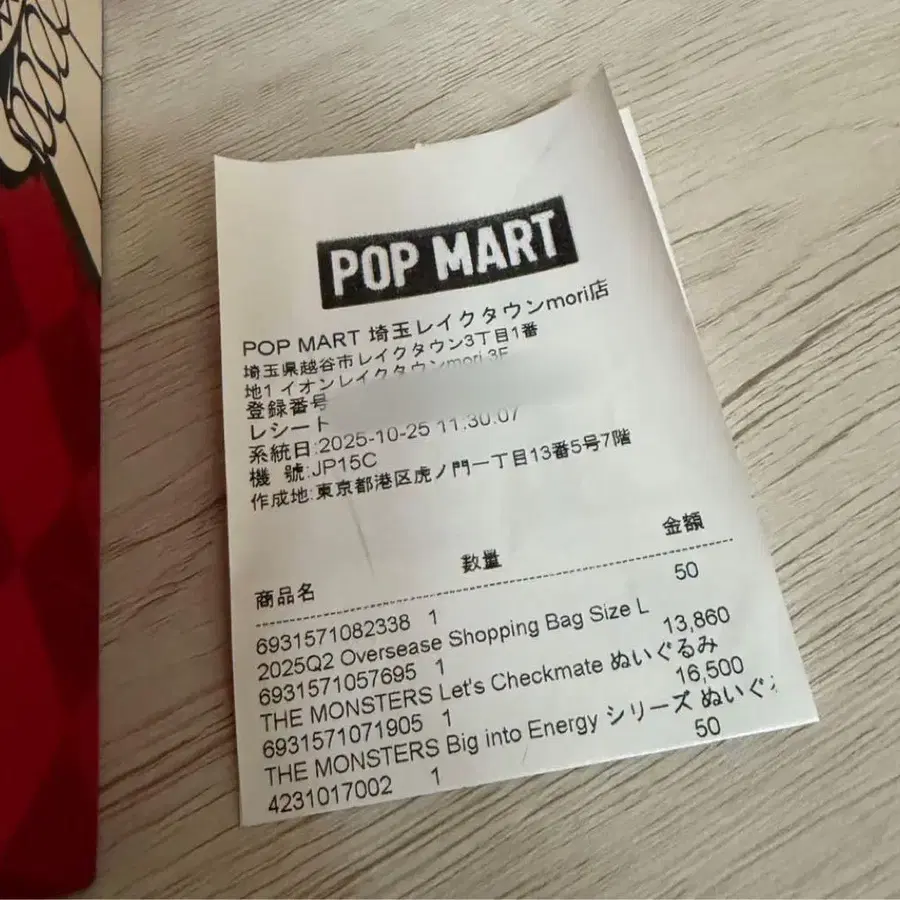 POP MART
POP MART 埼玉レイクタウンmori店
埼玉県越谷市レイクタウン3丁目1番
地1 イオンレイクタウンmori 3F
登録番号
レシート
系統日:2025-10-25 11:30:07
機 號:JP15C
作成地:東京都港区虎ノ門一丁目13番5号7階
商品名 数量 金額
6931571082338 1 50
2025Q2 Oversease Shopping Bag Size L
6931571057695 1 13,860
THE MONSTERS Let's Checkmate ぬいぐるみ
6931571071905 1 16,500
THE MONSTERS Big into Energy シリーズ ぬいぐ
4231017002 1 50